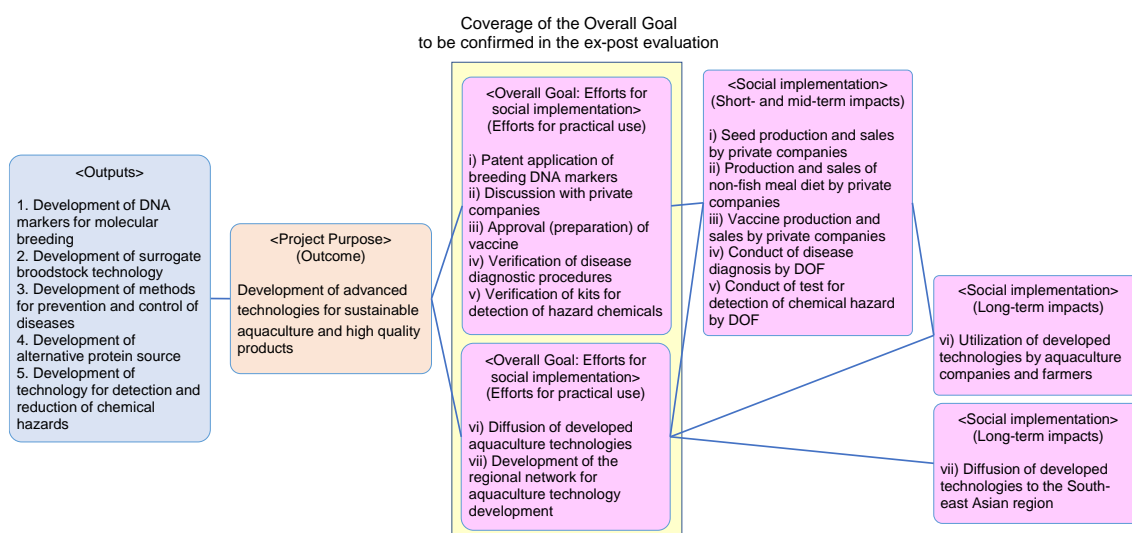 Coverage of the Overall Goal
to be confirmed in the ex-post evaluation
<Outputs>
1. Development of DNA
markers for molecular
breeding
2. Development of surrogate
broodstock technology
3. Development of methods
for prevention and control of
diseases
4. Development of
alternative protein source
5. Development of
technology for detection and
reduction of chemical
hazards
<Project Purpose>
(Outcome)
Development of advanced
technologies for sustainable
aquaculture and high quality
products
<Overall Goal: Efforts for
social implementation>
(Efforts for practical use)
i) Patent application of
breeding DNA markers
ii) Discussion with private
companies
iii) Approval (preparation) of
vaccine
iv) Verification of disease
diagnostic procedures
v) Verification of kits for
detection of hazard chemicals
<Overall Goal: Efforts for
social implementation>
(Efforts for practical use)
vi) Diffusion of developed
aquaculture technologies
vii) Development of the
regional network for
aquaculture technology
development
<Social implementation>
(Short- and mid-term impacts)
i) Seed production and sales
by private companies
ii) Production and sales of
non-fish meal diet by private
companies
iii) Vaccine production and
sales by private companies
iv) Conduct of disease
diagnosis by DOF
v) Conduct of test for
detection of chemical hazard
by DOF
<Social implementation>
(Long-term impacts)
vi) Utilization of developed
technologies by aquaculture
companies and farmers
<Social implementation>
(Long-term impacts)
vii) Diffusion of developed
technologies to the South-
east Asian region